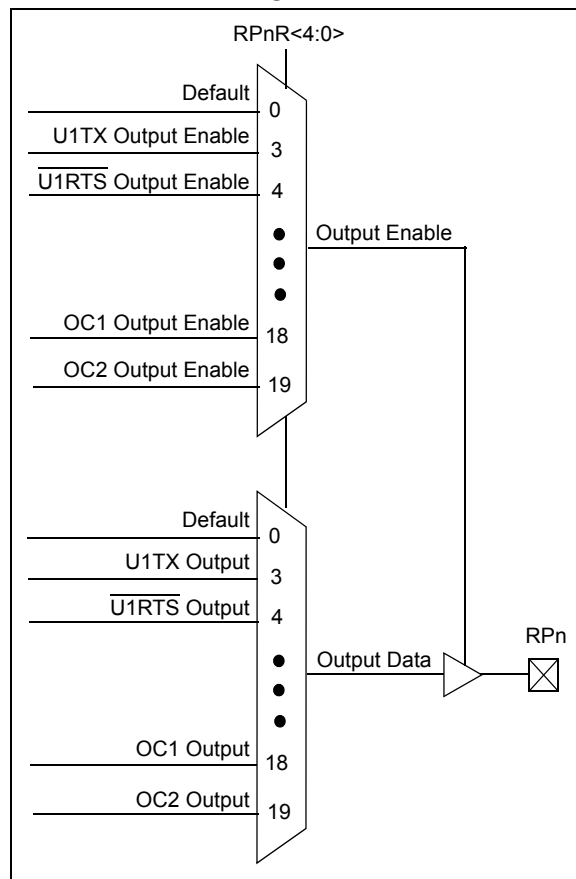 RPnR<4:0>
Default
0
U1TX Output Enable
3
U1RTS Output Enable
4
Output Enable
OC1 Output Enable
18
OC2 Output Enable
19
Default
0
U1TX Output
3
U1RTS Output
4
RPn
Output Data
OC1 Output
18
OC2 Output
19